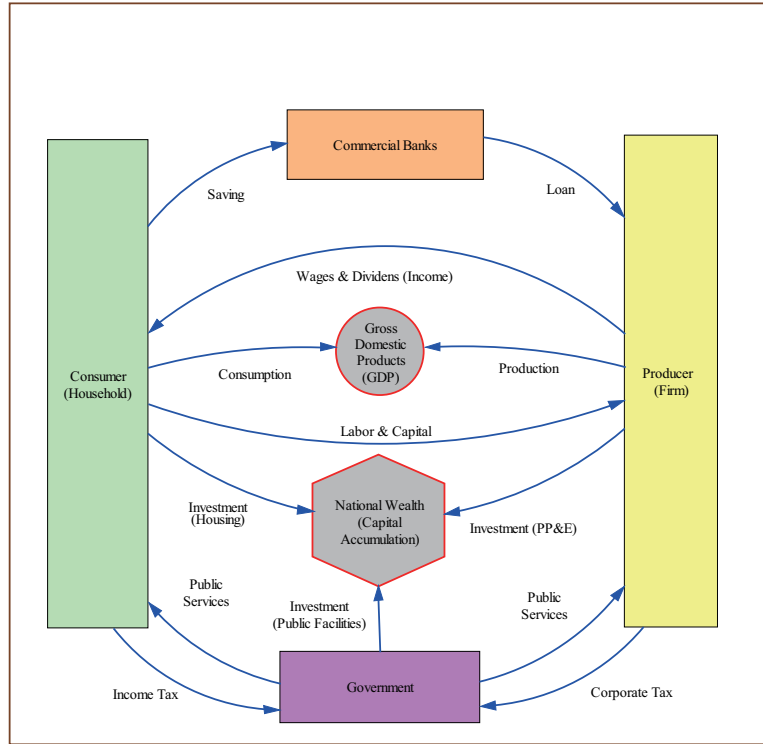 Commercial Banks
Saving
Loan
Wages & Dividens (Income)
Gross
Domestic
Products
(GDP)
Consumer
(Household)
Consumption
Production
Producer
(Firm)
Labor & Capital
National Wealth
(Capital
Accumulation)
Investment
(Housing)
Investment (PP&E)
Public
Services
Investment
(Public Facilities)
Public
Services
Government
Income Tax
Corporate Tax